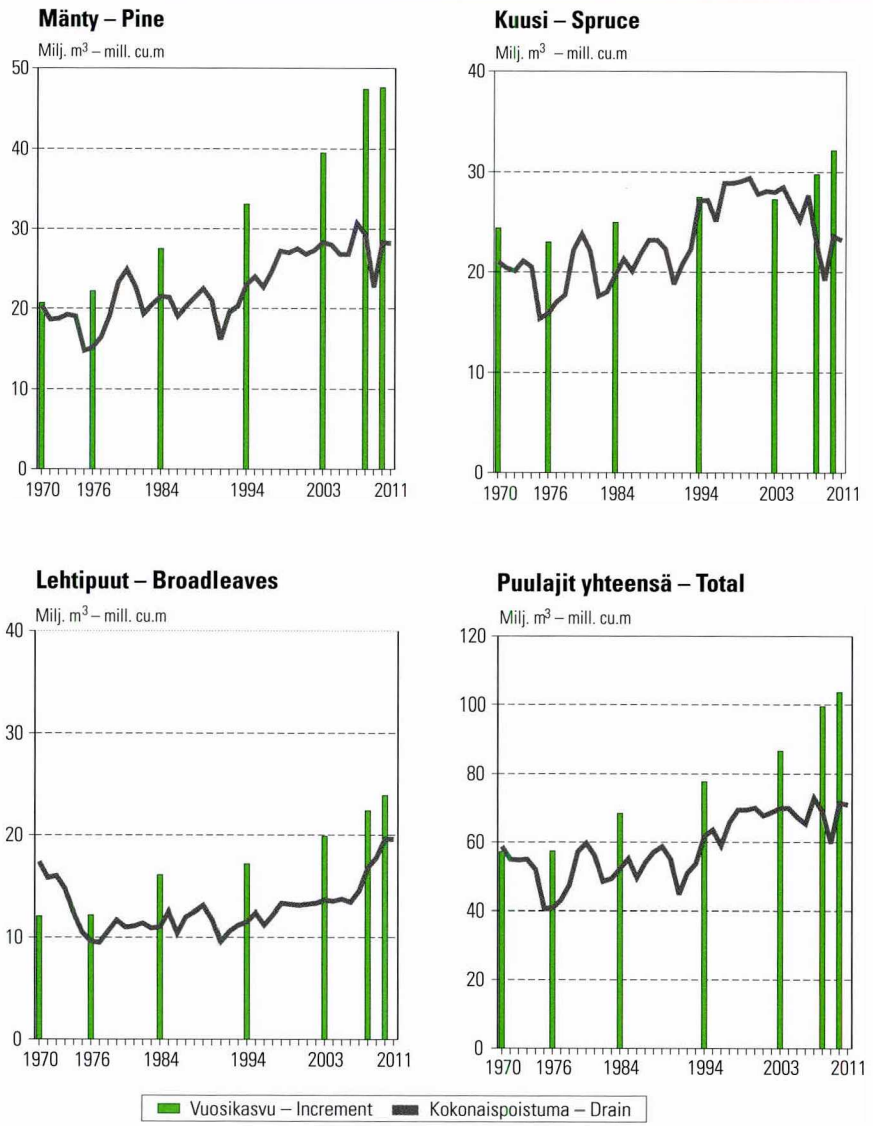 Mänty – Pine
Milj. m³ – mill. cu.m
50
40
30
20
10
0
1970 1976 1984 1994 2003 2011
Kuusi – Spruce
Milj. m³ – mill. cu.m
40
30
20
10
0
1970 1976 1984 1994 2003 2011
Lehtipuut – Broadleaves
Milj. m³ – mill. cu.m
40
30
20
10
0
1970 1976 1984 1994 2003 2011
Puulajit yhteensä – Total
Milj. m³ – mill. cu.m
120
100
80
60
40
20
0
1970 1976 1984 1994 2003 2011
Vuosikasvu – Increment Kokonaispoistuma – Drain